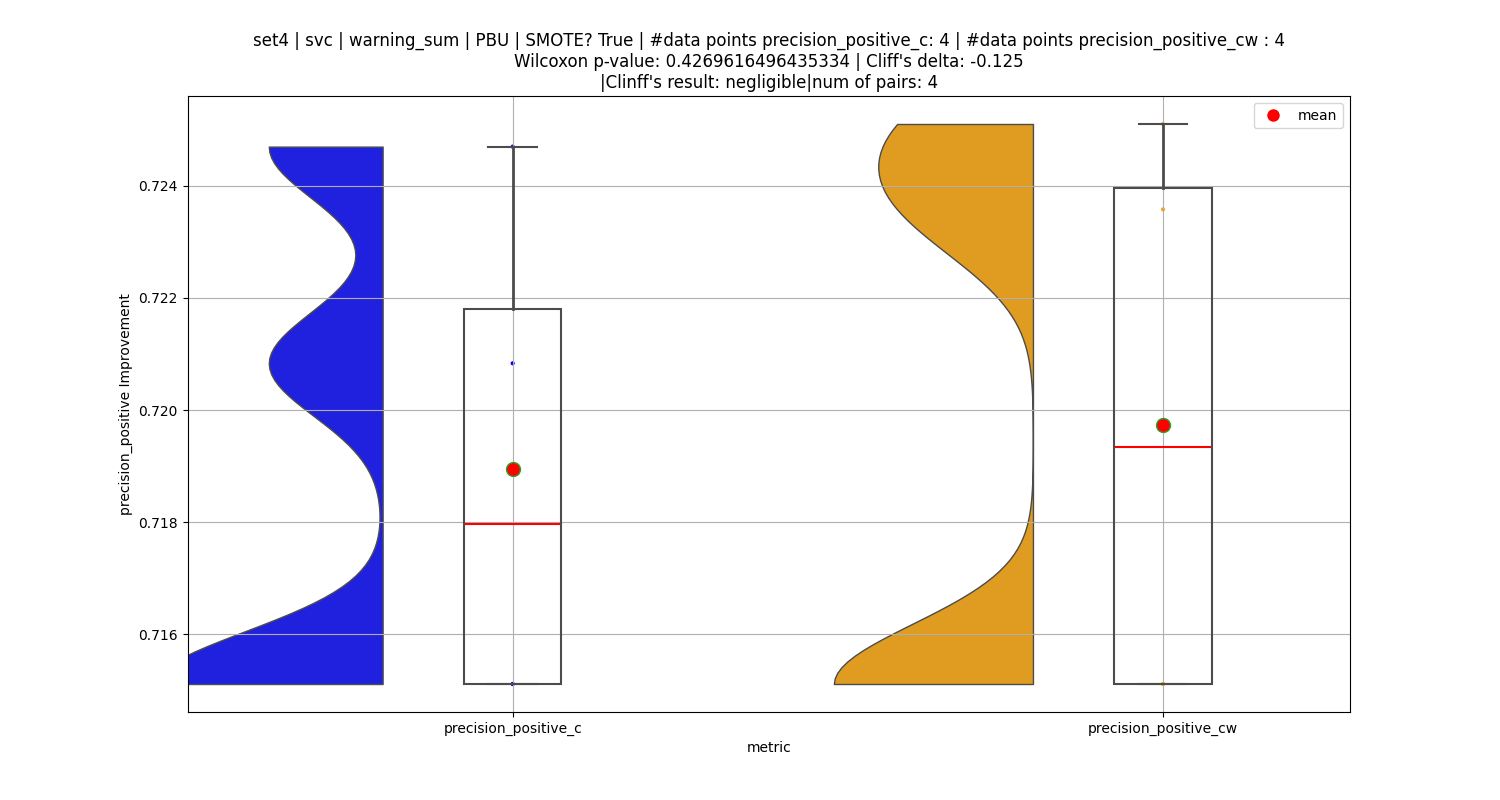 set4 | svc | warning_sum | PBU | SMOTE? True | #data points precision_positive_c: 4 | #data points precision_positive_cw : 4
Wilcoxon p-value: 0.4269616496435334 | Cliff's delta: -0.125
|Clinff's result: negligible|num of pairs: 4
mean
0.724
0.722
0.720
0.718
0.716
precision_positive Improvement
precision_positive_c
precision_positive_cw
metric